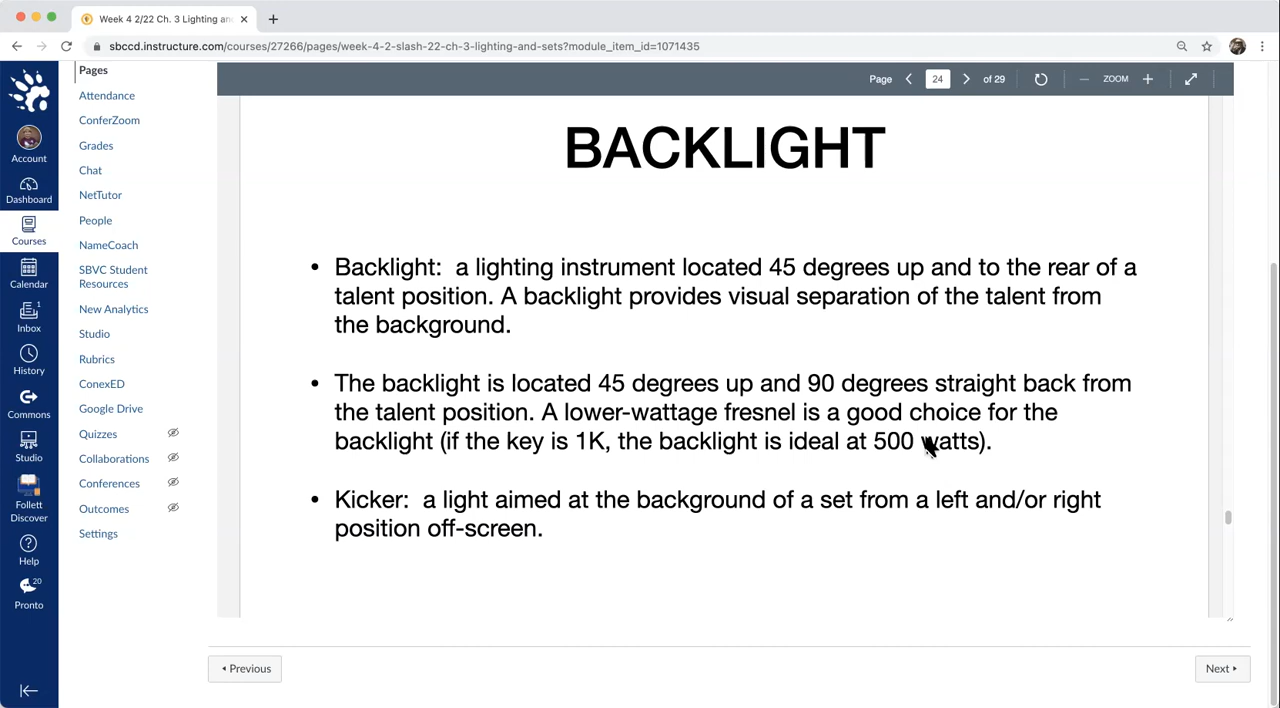 Week 4 2/22 Ch. 3 Lighting an
sbccd.instructure.com/courses/27266/pages/week-4-2-slash-22-ch-3-lighting-and-sets?module_item_id=1071435
Account
Dashboard
Courses
Calendar
1
Inbox
History
Commons
Studio
Follett
Discover
Help
20
Pronto
Pages
Attendance
ConferZoom
Grades
Chat
NetTutor
People
NameCoach
SBVC Student
Resources
New Analytics
Studio
Rubrics
ConexED
Google Drive
Quizzes
Collaborations
Conferences
Outcomes
Settings
Page 24 of 29 ZOOM
BACKLIGHT
• Backlight: a lighting instrument located 45 degrees up and to the rear of a
talent position. A backlight provides visual separation of the talent from
the background.
• The backlight is located 45 degrees up and 90 degrees straight back from
the talent position. A lower-wattage fresnel is a good choice for the
backlight (if the key is 1K, the backlight is ideal at 500 watts).
• Kicker: a light aimed at the background of a set from a left and/or right
position off-screen.
Previous
Next